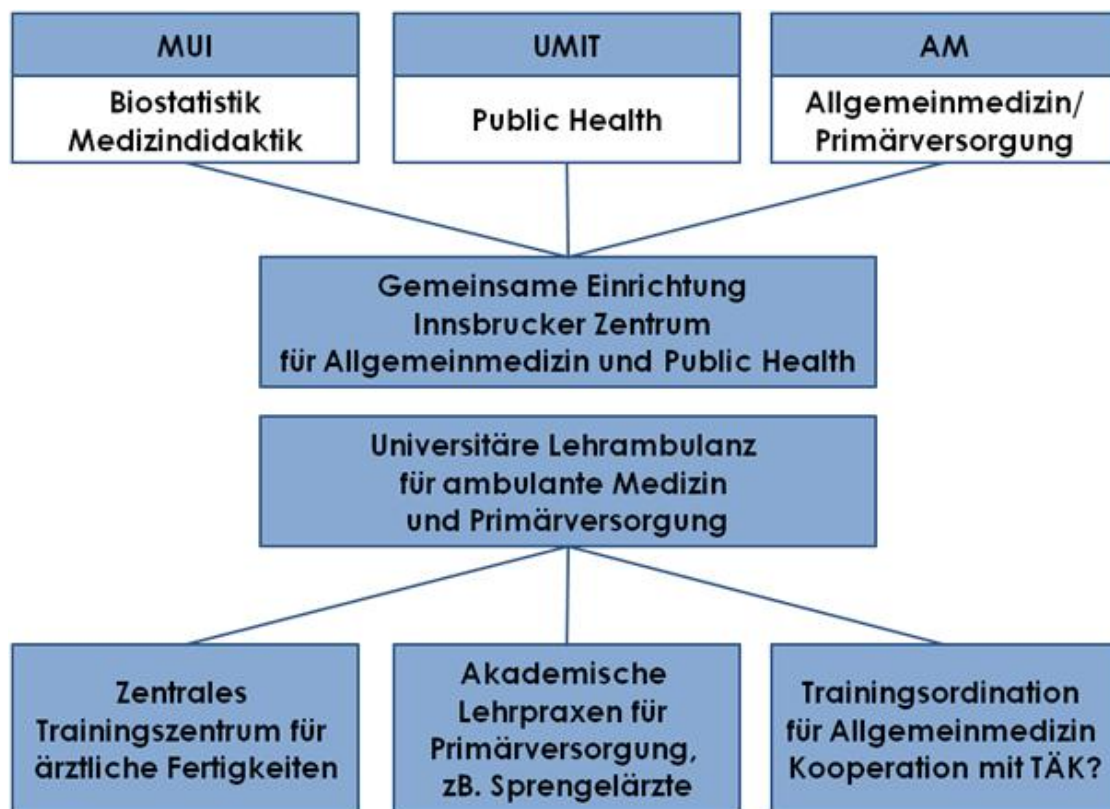 MUI
Biostatistik
Medizindidaktik
UMIT
Public Health
AM
Allgemeinmedizin/
Primärversorgung
Gemeinsame Einrichtung
Innsbrucker Zentrum
für Allgemeinmedizin und Public Health
Universitäre Lehrambulanz
für ambulante Medizin
und Primärversorgung
Zentrales
Trainingszentrum für
ärztliche Fertigkeiten
Akademische
Lehrpraxen für
Primärversorgung,
zB. Sprengelärzte
Trainingsordination
für Allgemeinmedizin
Kooperation mit TÄK?